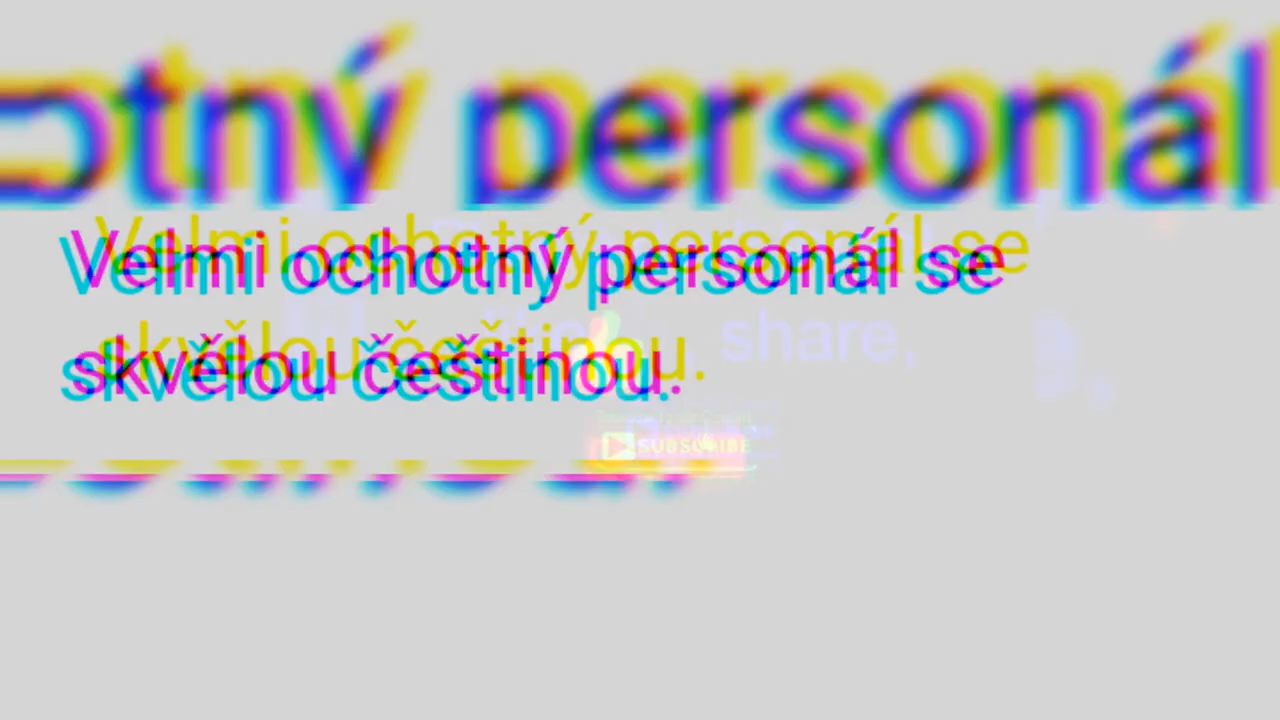 otný personál
Velmi ochotný personál se
skvělou češtinou.
share,
SUBSCRIBE